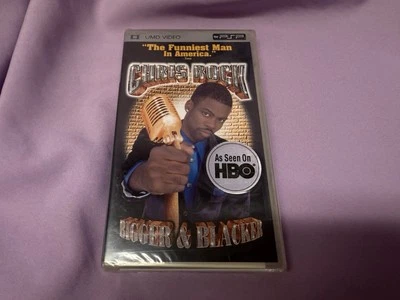 UMD VIDEO
PSP
"The Funniest Man
in America."
CHRIS ROCK
As Seen On
HBO
BIGGER & BLACKER